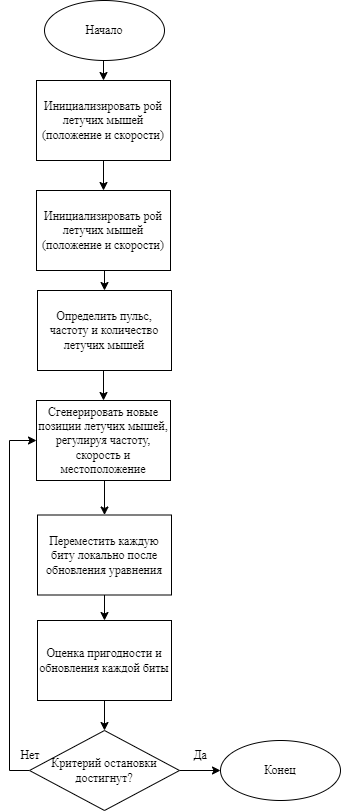 Начало
Инициализировать рой
летучих мышей
(положение и скорости)
Инициализировать рой
летучих мышей
(положение и скорости)
Определить пульс,
частоту и количество
летучих мышей
Сгенерировать новые
позиции летучих мышей,
регулируя частоту,
скорость и
местоположение
Переместить каждую
биту локально после
обновления уравнения
Оценка пригодности и
обновления каждой биты
Нет
Критерий остановки
достигнут?
Да
Конец